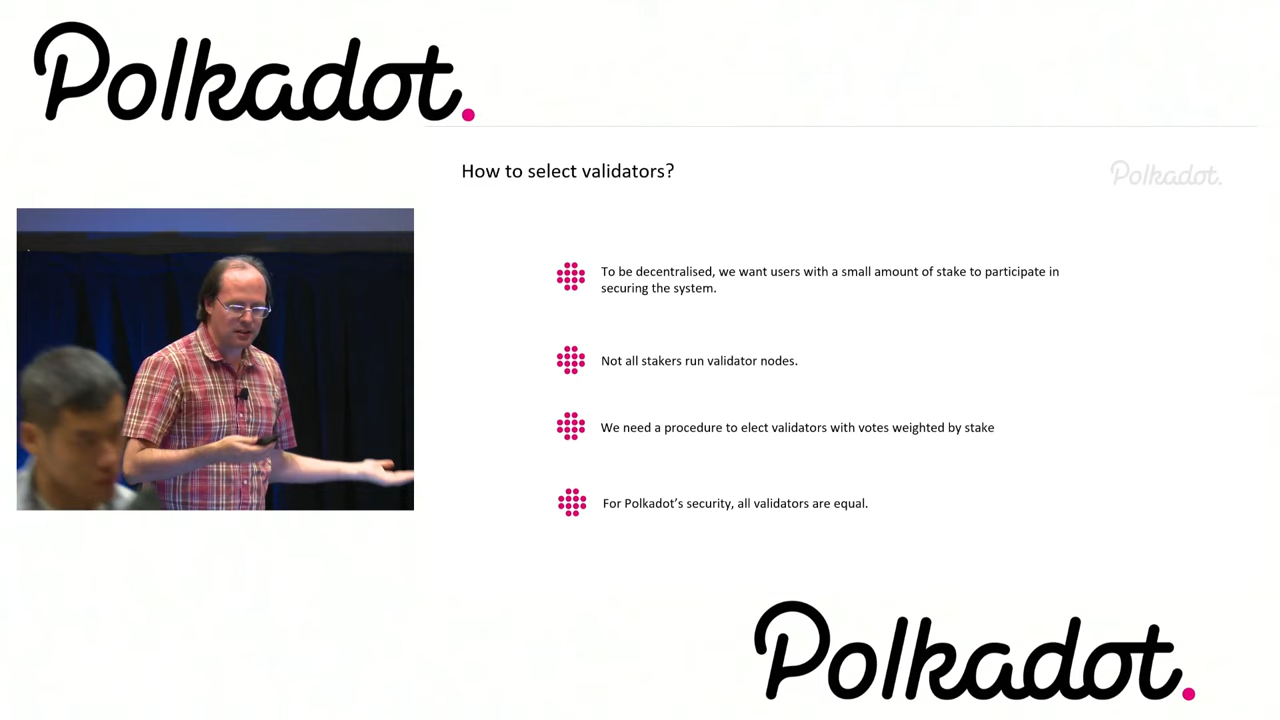 Polkadot.
How to select validators?
Polkadot.
To be decentralised, we want users with a small amount of stake to participate in
securing the system.
Not all stakers run validator nodes.
We need a procedure to elect validators with votes weighted by stake
For Polkadot’s security, all validators are equal.
Polkadot.